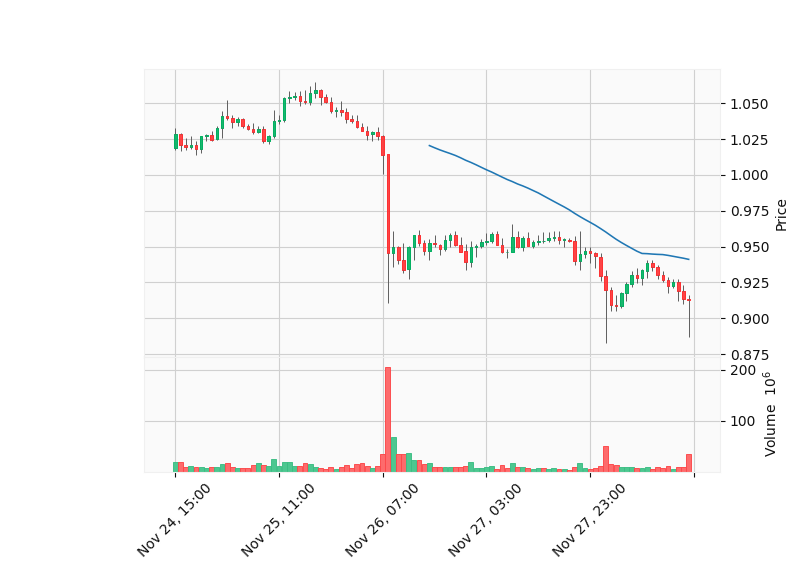 1.050
1.025
1.000
0.975
0.950
0.925
0.900
0.875
Price
200
100
Volume 10⁶
Nov 24, 15:00
Nov 25, 11:00
Nov 26, 07:00
Nov 27, 03:00
Nov 27, 23:00